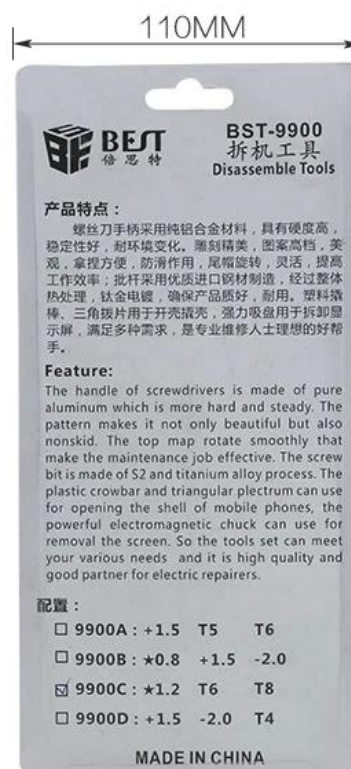 110MM
BEST
倍思特
BST-9900
拆机工具
Disassemble Tools
产品特点：
螺丝刀手柄采用纯铝合金材料，具有硬度高，
稳定性好，耐环境变化。雕刻精美，图案高档，美
观，拿捏方便，防滑作用，尾帽旋转，灵活，提高
工作效率；批杆采用优质进口钢材制造，经过整体
热处理，钛金电镀，确保产品质好，耐用。塑料撬
棒、三角拨片用于开壳撬壳，强力吸盘用于拆卸显
示屏，满足多种需求，是专业维修人士理想的好帮
手。
Feature:
The handle of screwdrivers is made of pure
aluminum which is more hard and steady. The
pattern makes it not only beautiful but also
nonskid. The top map rotate smoothly that
make the maintenance job effective. The screw
bit is made of S2 and titanium alloy process. The
plastic crowbar and triangular plectrum can use
for opening the shell of mobile phones, the
powerful electromagnetic chuck can use for
removal the screen. So the tools set can meet
your various needs and it is high quality and
good partner for electric repairers.
配置：
☐ 9900A : +1.5 T5 T6
☐ 9900B : ★0.8 +1.5 -2.0
☑ 9900C : ★1.2 T6 T8
☐ 9900D : +1.5 -2.0 T4
MADE IN CHINA